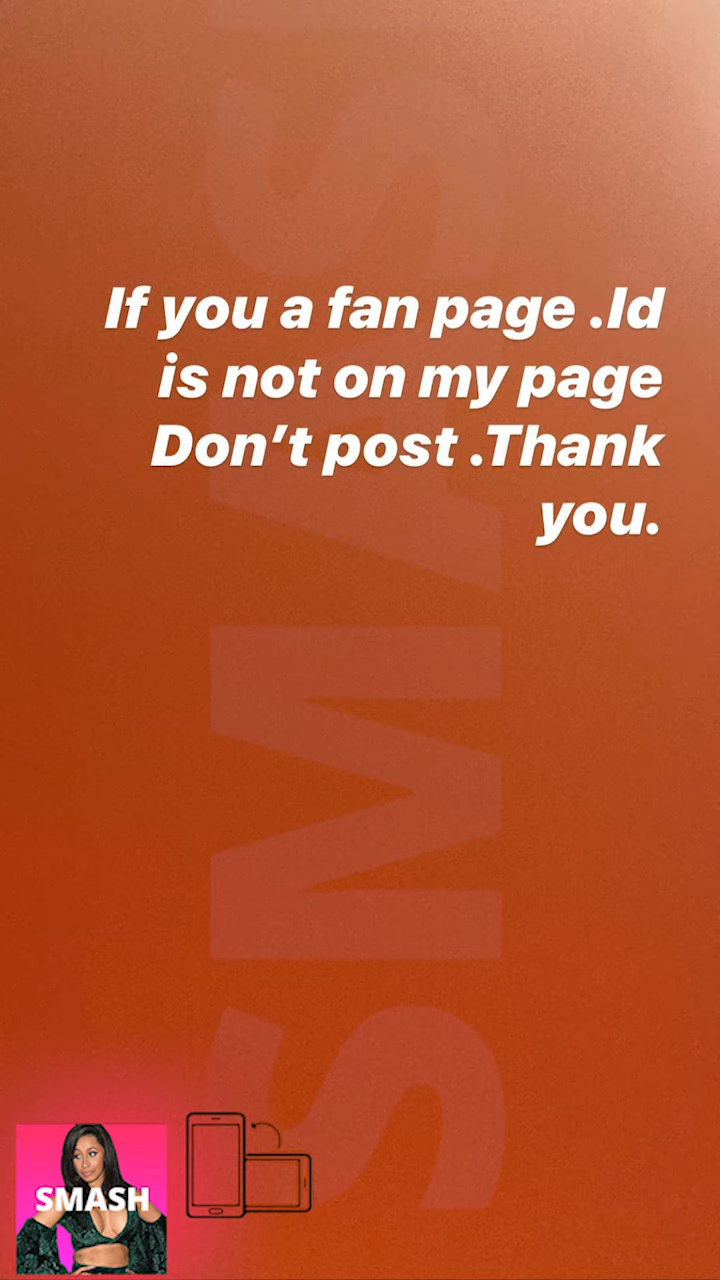 If you a fan page .Id
is not on my page
Don’t post .Thank
you.
SMASH
SMASH